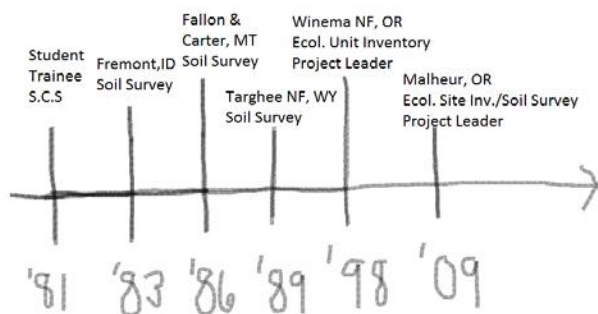 Student
Trainee
S.C.S
Fremont,ID
Soil Survey
Fallon &
Carter, MT
Soil Survey
Targhee NF, WY
Soil Survey
Winema NF, OR
Ecol. Unit Inventory
Project Leader
Malheur, OR
Ecol. Site Inv./Soil Survey
Project Leader
'81
'83
'86
'89
'98
'09